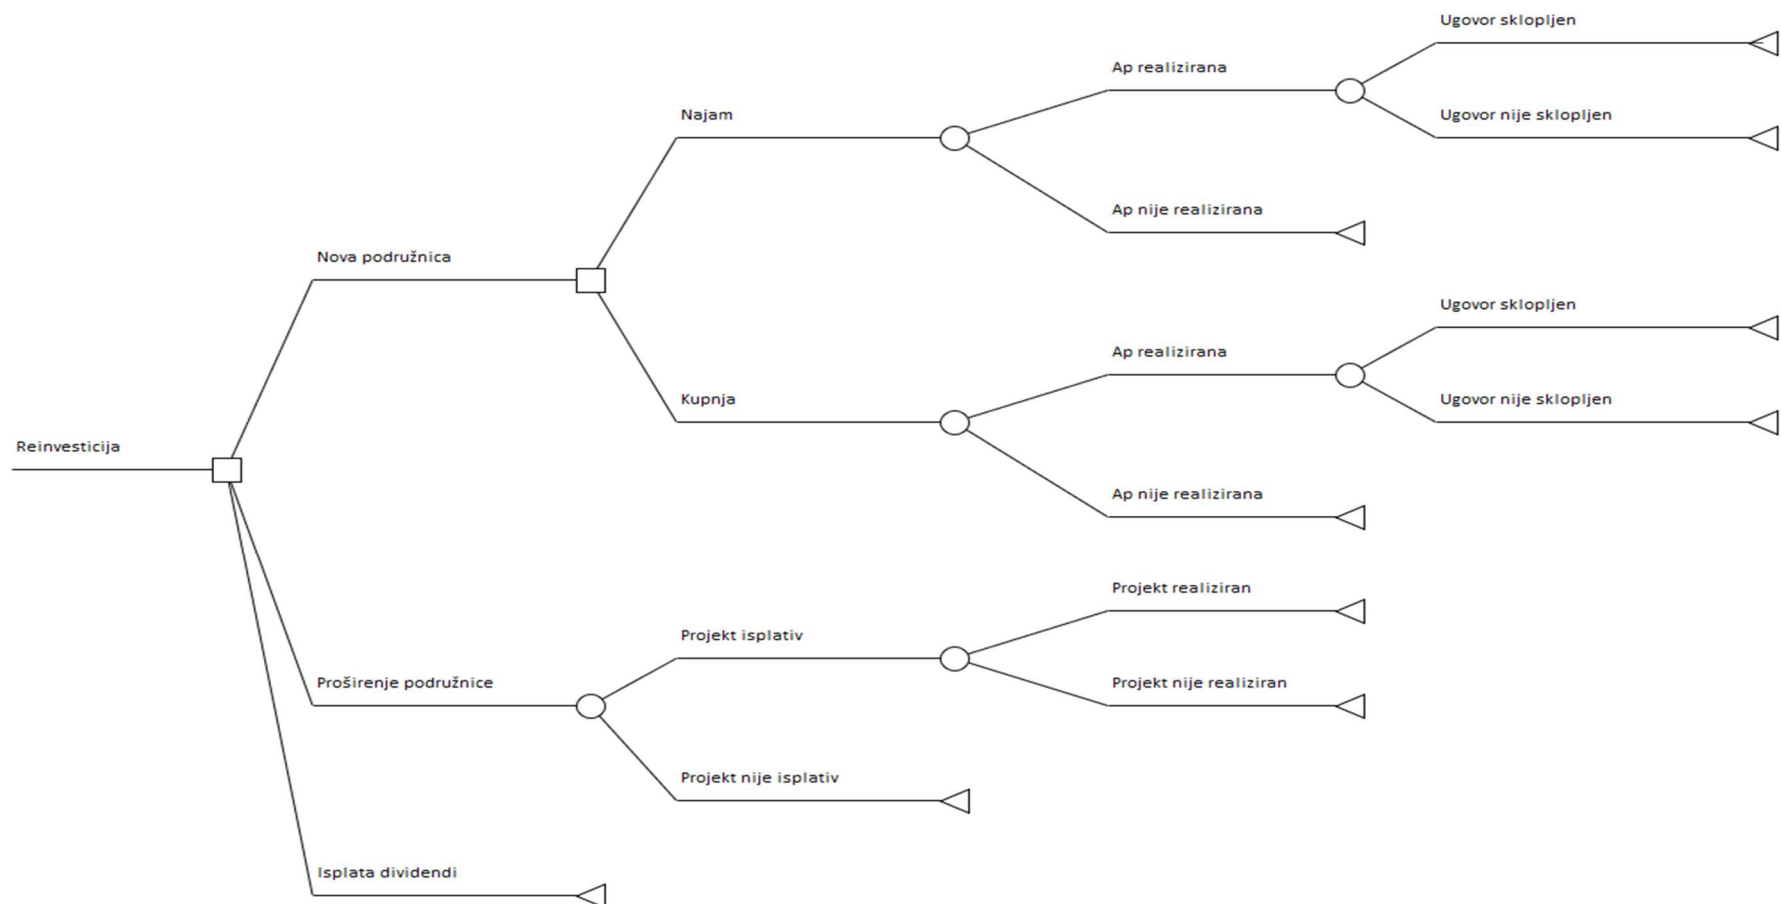 Ugovor sklopljen
Ap realizirana
Najam
Ugovor nije sklopljen
Ap nije realizirana
Nova podružnica
Ugovor sklopljen
Ap realizirana
Kupnja
Ugovor nije sklopljen
Reinvesticija
Ap nije realizirana
Projekt realiziran
Projekt isplativ
Proširenje podružnice
Projekt nije realiziran
Projekt nije isplativ
Isplata dividendi